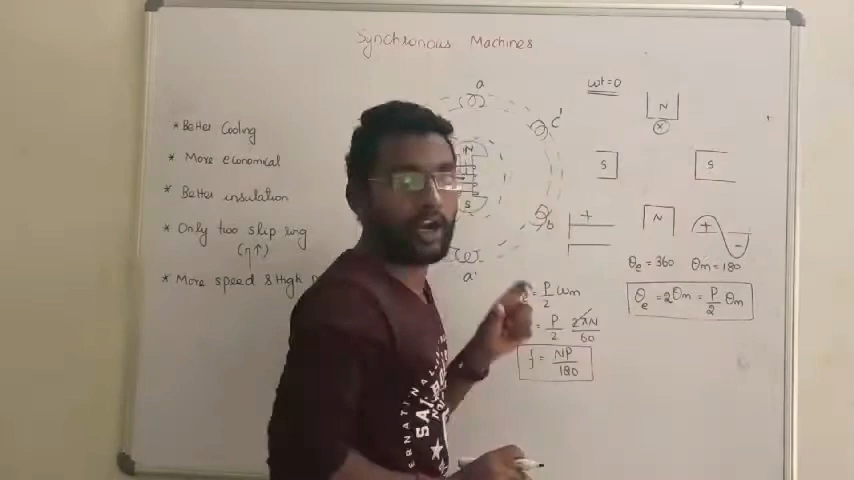 Synchronous Machines
* Better Cooling
* More economical
* Better insulation
* Only two slip ring
(η↑)
* More speed & High
a
c'
N
S
b
a'
ωt=0
N
×
S
S
+
N
+
-
θe = 360 θm = 180
θe = 2θm = P/2 θm
= P/2 ωm
= P/2 2πN/60
f = NP/180